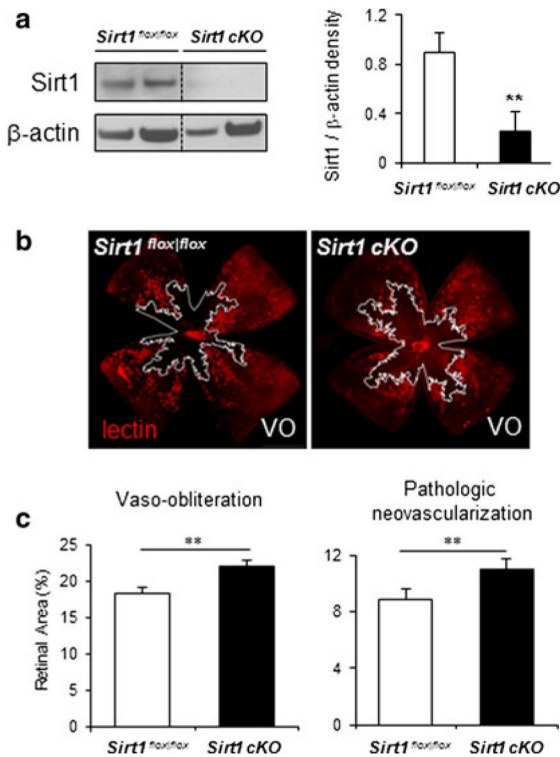 a
Sirt1 flox|flox Sirt1 cKO
Sirt1
β-actin
Sirt1 / β-actin density
1.2
0.8
0.4
0
**
Sirt1 flox|flox Sirt1 cKO
b
Sirt1 flox|flox
lectin
VO
Sirt1 cKO
VO
c
Vaso-obliteration
Retinal Area (%)
25
20
15
10
5
0
**
Sirt1 flox|flox Sirt1 cKO
Pathologic
neovascularization
12
8
4
0
**
Sirt1 flox|flox Sirt1 cKO